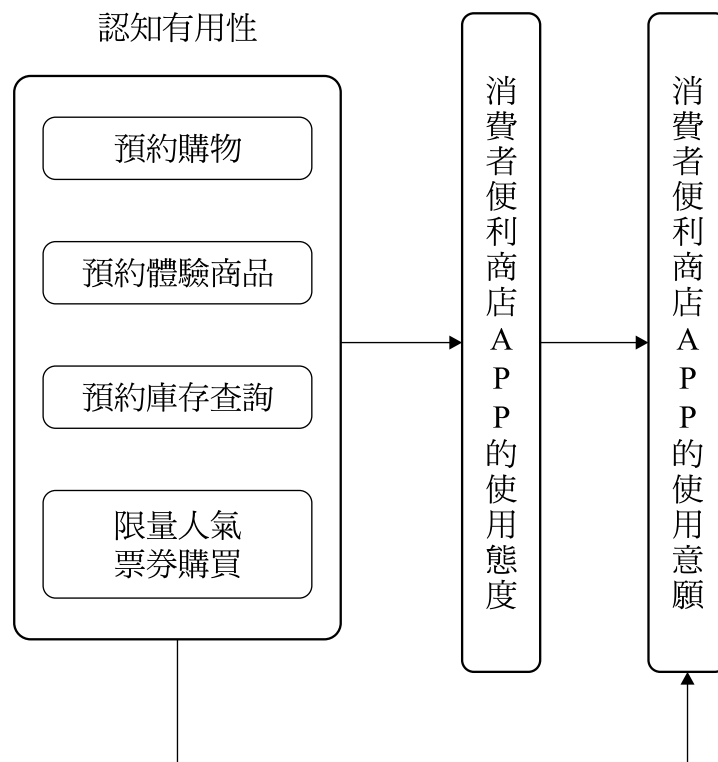 認知有用性
預約購物
預約體驗商品
預約庫存查詢
限量人氣
票券購買
消費者便利商店APP的使用態度
消費者便利商店APP的使用意願